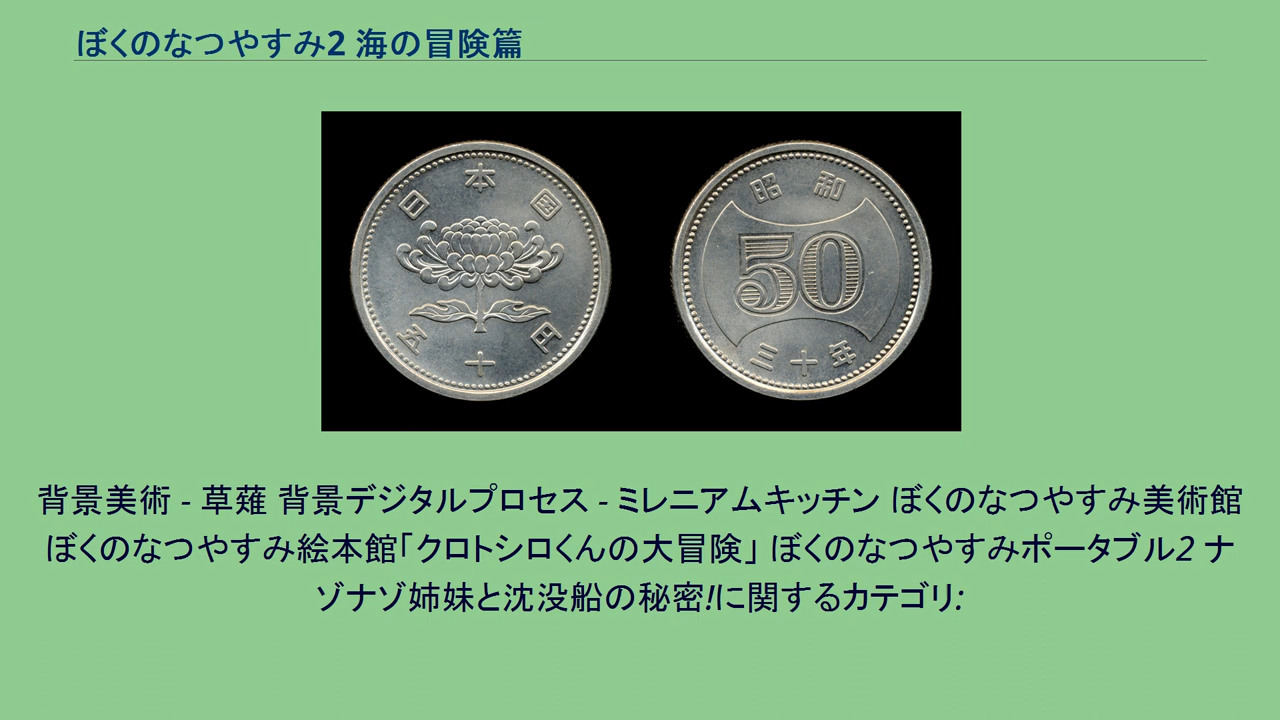 ぼくのなつやすみ2 海の冒険篇
日本国
五十円
昭和
50
三十年
背景美術 - 草薙 背景デジタルプロセス - ミレニアムキッチン ぼくのなつやすみ美術館
ぼくのなつやすみ絵本館「クロトシロくんの大冒険」 ぼくのなつやすみポータブル2 ナ
ゾナゾ姉妹と沈没船の秘密!に関するカテゴリ: